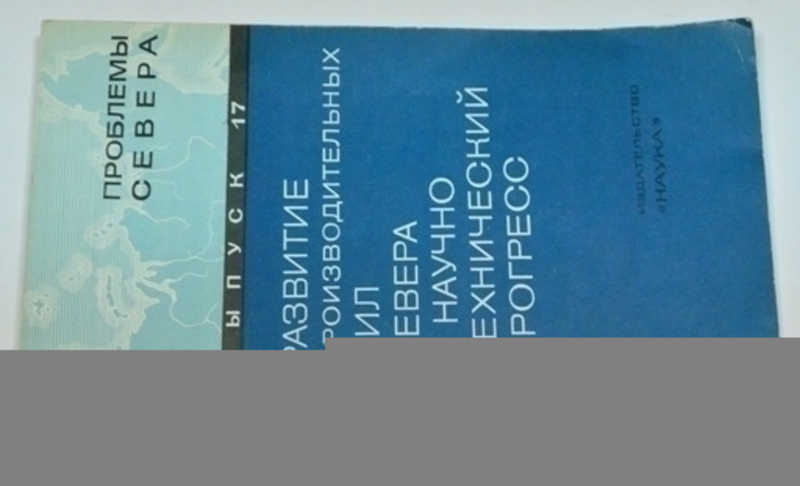 ПРОБЛЕМЫ
СЕВЕРА
ЫПУСК 17
РАЗВИТИЕ
РОИЗВОДИТЕЛЬНЫХ
ИЛ
ЕВЕРА
НАУЧНО
ЕХНИЧЕСКИЙ
РОГРЕСС
ИЗДАТЕЛЬСТВО
«НАУКА»